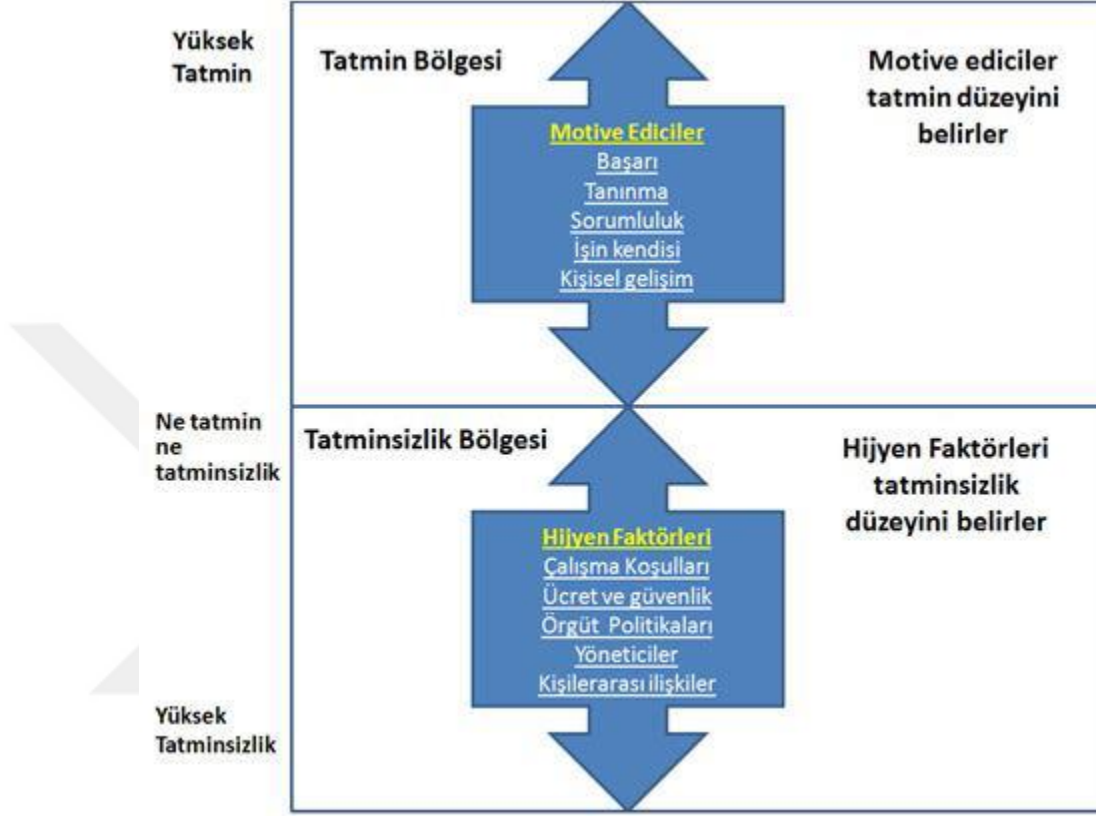 Yüksek
Tatmin
Tatmin Bölgesi
Motive ediciler
tatmin düzeyini
belirler
Motive Ediciler
Başarı
Tanınma
Sorumluluk
İşin kendisi
Kişisel gelişim
Ne tatmin
ne
tatminsizlik
Tatminsizlik Bölgesi
Hijyen Faktörleri
tatminsizlik
düzeyini belirler
Hijyen Faktörleri
Çalışma Koşulları
Ücret ve güvenlik
Örgüt Politikaları
Yöneticiler
Kişilerarası ilişkiler
Yüksek
Tatminsizlik